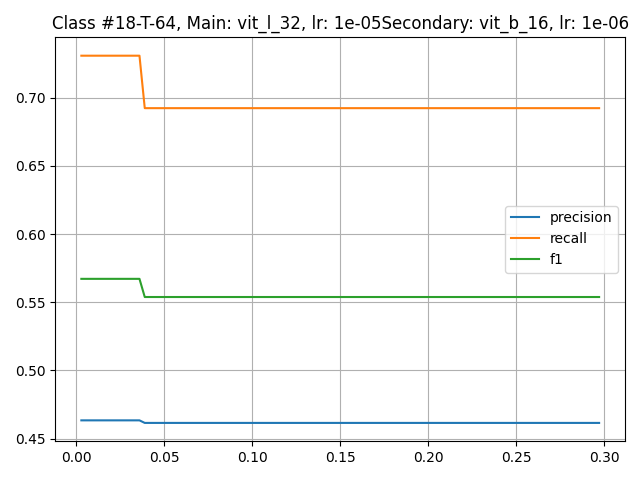 Class #18-T-64, Main: vit_l_32, lr: 1e-05Secondary: vit_b_16, lr: 1e-06
0.70
0.65
0.60
0.55
0.50
0.45
precision
recall
f1
0.00 0.05 0.10 0.15 0.20 0.25 0.30